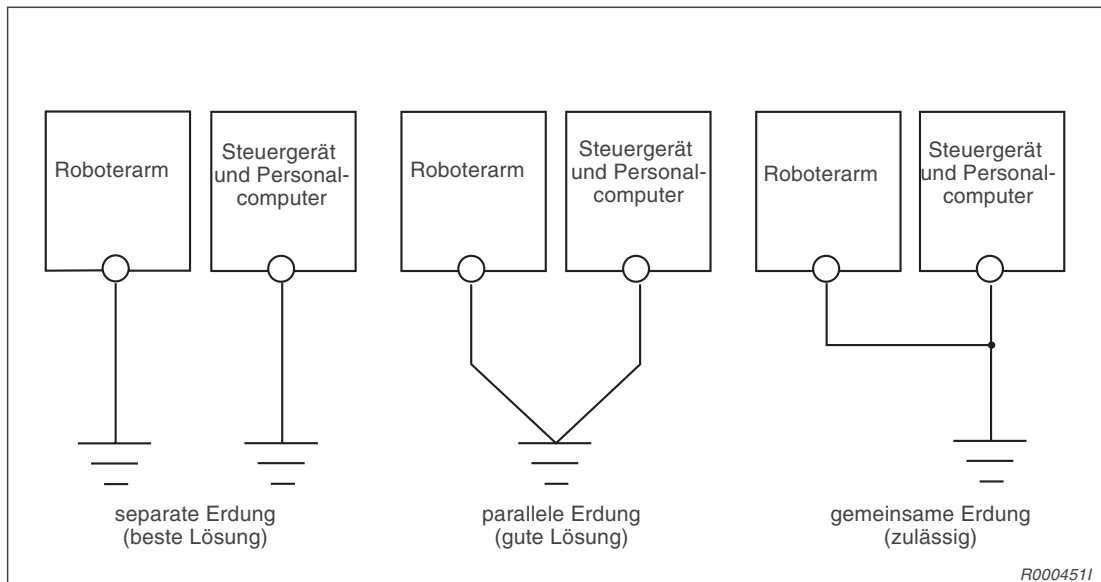 Roboterarm
Steuergerät
und Personal-
computer
Roboterarm
Steuergerät
und Personal-
computer
Roboterarm
Steuergerät
und Personal-
computer
separate Erdung
(beste Lösung)
parallele Erdung
(gute Lösung)
gemeinsame Erdung
(zulässig)
R000451I